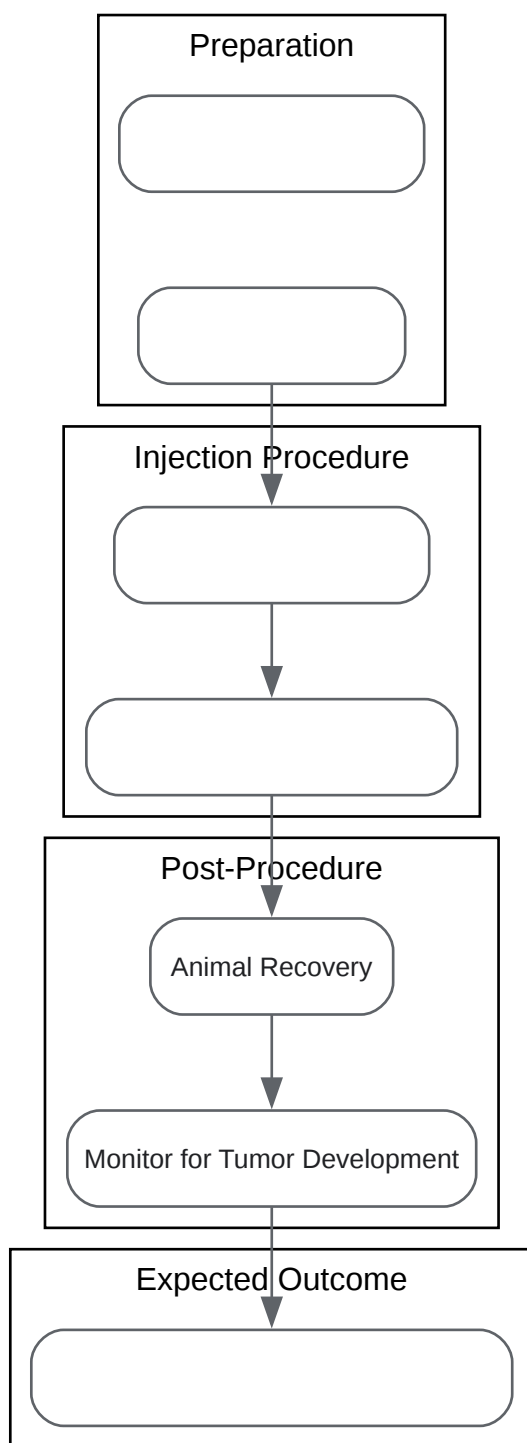 Preparation
Injection Procedure
Post-Procedure
Animal Recovery
Monitor for Tumor Development
Expected Outcome